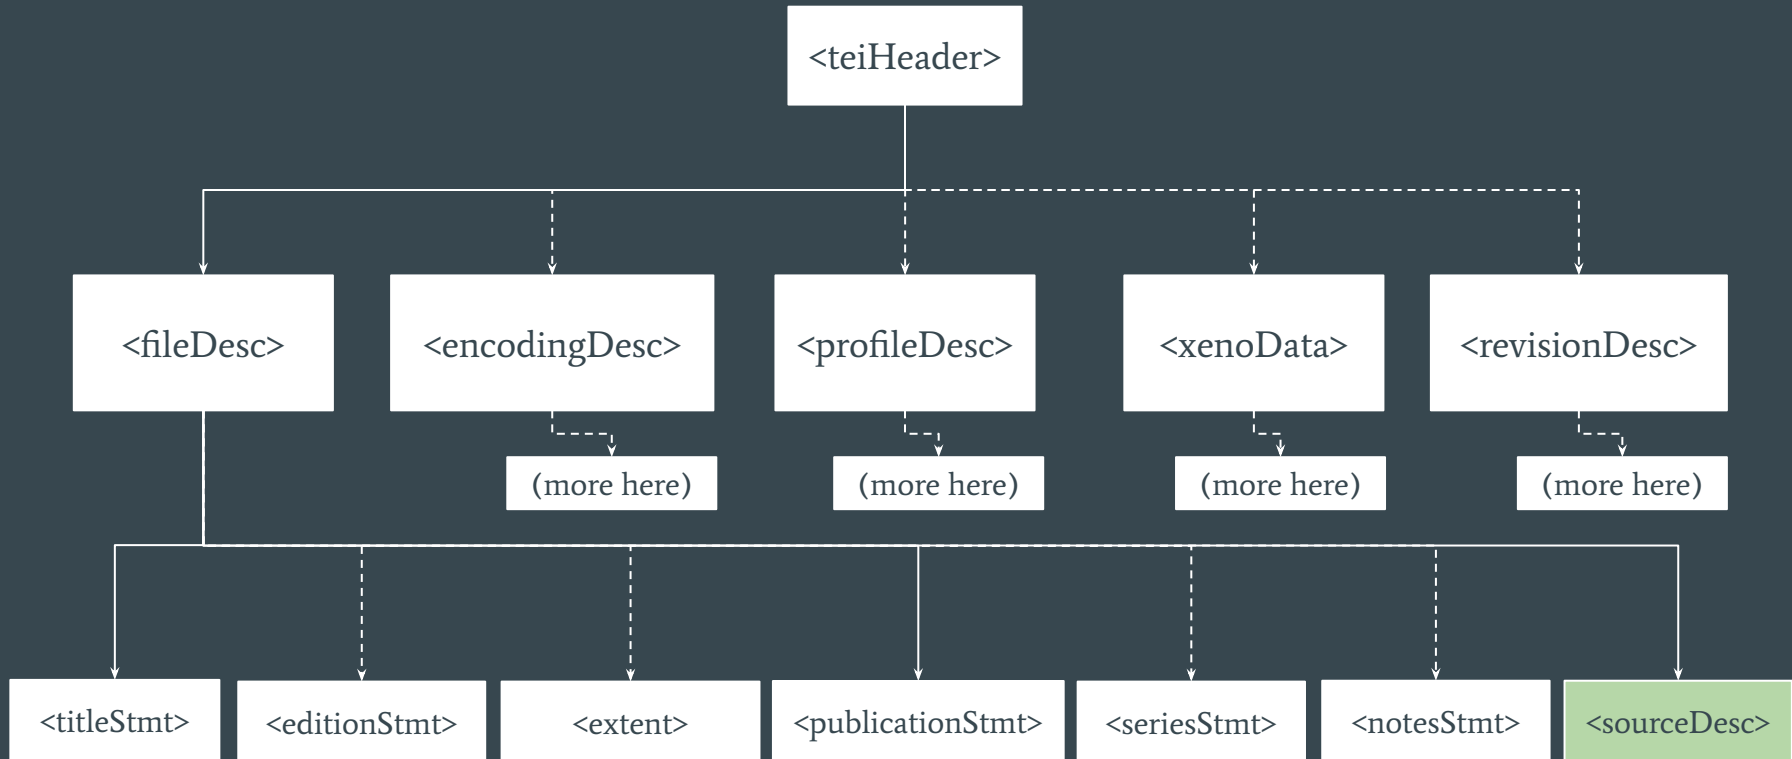 <teiHeader>
<fileDesc>
<encodingDesc>
<profileDesc>
<xenoData>
<revisionDesc>
(more here)
(more here)
(more here)
(more here)
<titleStmt>
<editionStmt>
<extent>
<publicationStmt>
<seriesStmt>
<notesStmt>
<sourceDesc>